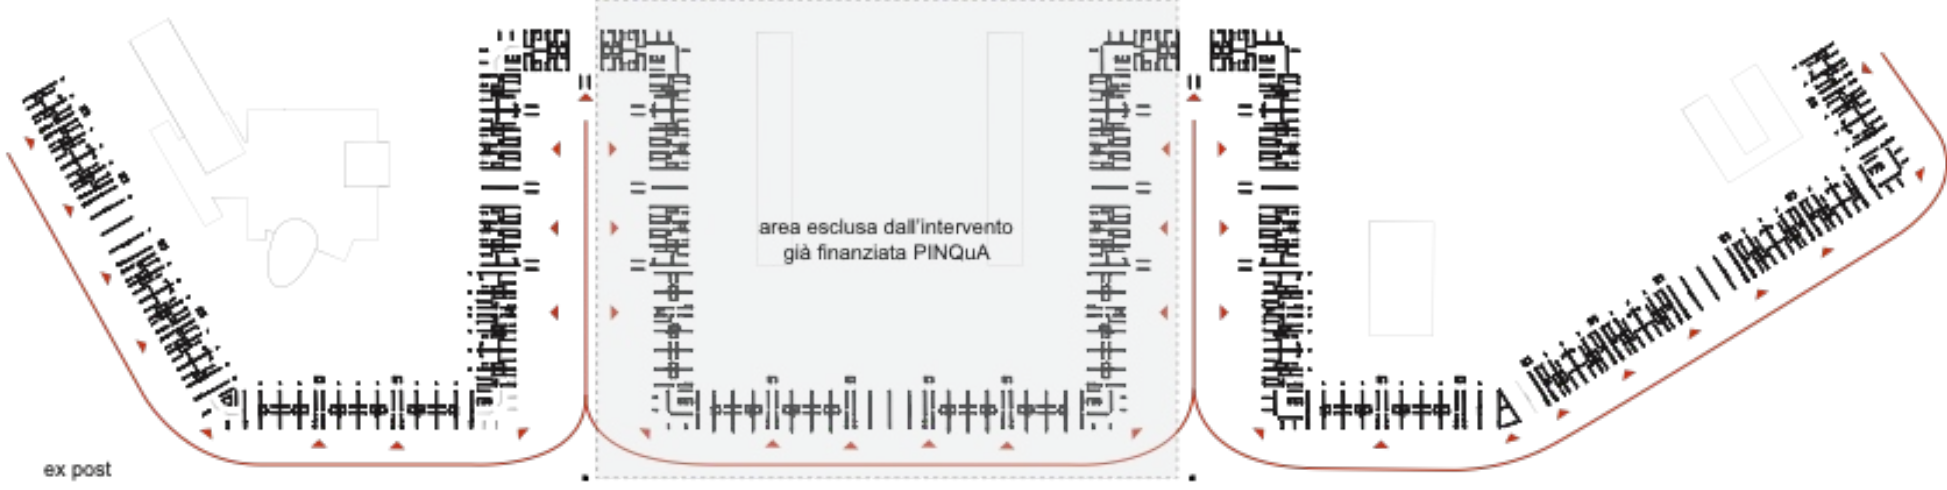 area esclusa dall'intervento
già finanziata PINQuA
ex post